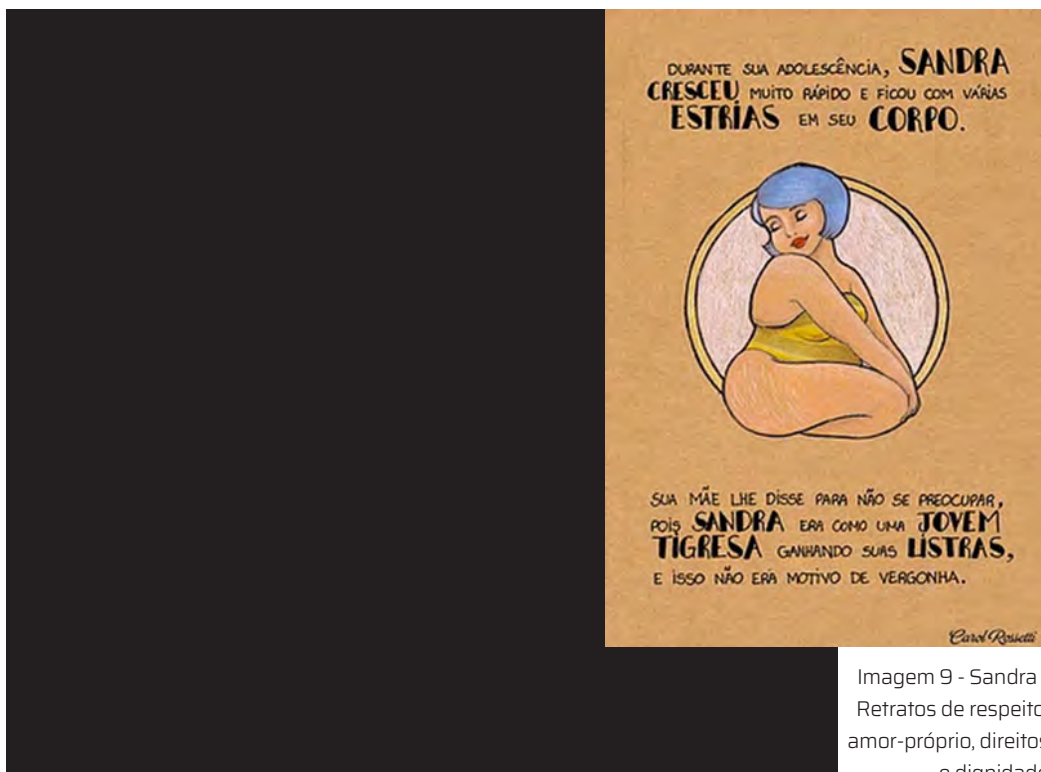 DURANTE SUA ADOLESCÊNCIA, SANDRA
CRESCEU MUITO RÁPIDO E FICOU COM VÁRIAS
ESTRIAS EM SEU CORPO.
SUA MÃE LHE DISSE PARA NÃO SE PREOCUPAR,
POIS SANDRA ERA COMO UMA JOVEM
TIGRESA GANHANDO SUAS LISTRAS,
E ISSO NÃO ERA MOTIVO DE VERGONHA.
Carol Rossetti
Imagem 9 - Sandra
Retratos de respeito
amor-próprio, direitos
e dignidade